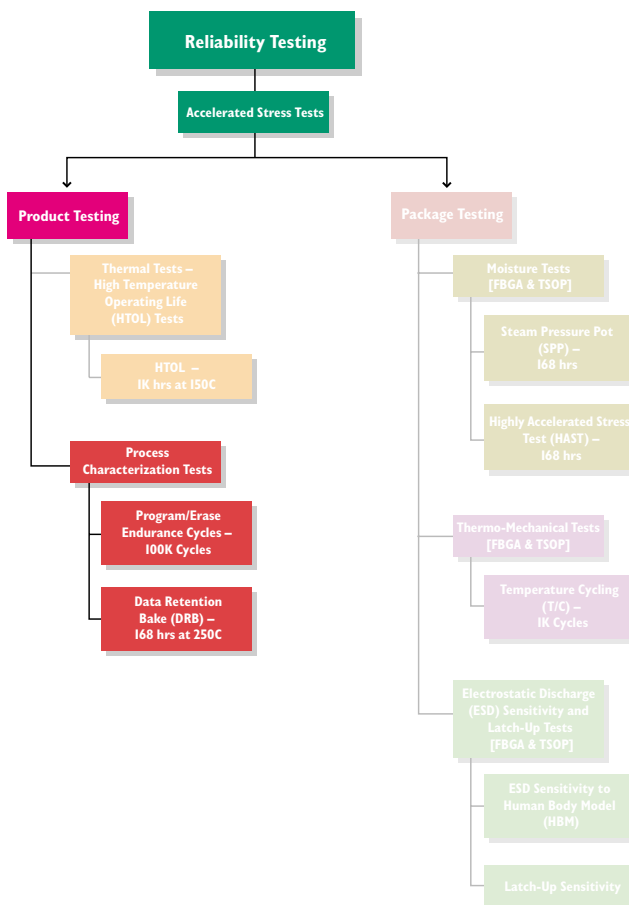 Reliability Testing
Accelerated Stress Tests
Product Testing
Thermal Tests –
High Temperature
Operating Life
(HTOL) Tests
HTOL –
1K hrs at 150C
Process
Characterization Tests
Program/Erase
Endurance Cycles –
100K Cycles
Data Retention
Bake (DRB) –
168 hrs at 250C
Package Testing
Moisture Tests
[FBGA & TSOP]
Steam Pressure Pot
(SPP) –
168 hrs
Highly Accelerated Stress
Test (HAST) –
168 hrs
Thermo-Mechanical Tests
[FBGA & TSOP]
Temperature Cycling
(T/C) –
1K Cycles
Electrostatic Discharge
(ESD) Sensitivity and
Latch-Up Tests
[FBGA & TSOP]
ESD Sensitivity to
Human Body Model
(HBM)
Latch-Up Sensitivity